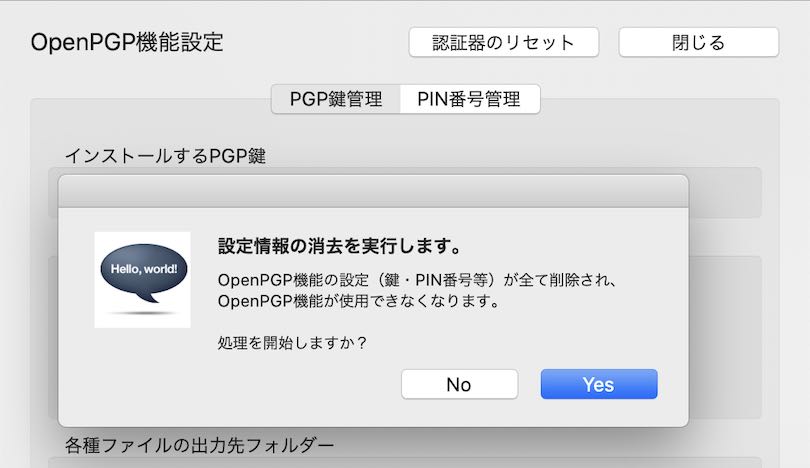 OpenPGP機能設定
認証器のリセット
閉じる
PGP鍵管理
PIN番号管理
インストールするPGP鍵
Hello, world!
設定情報の消去を実行します。
OpenPGP機能の設定（鍵・PIN番号等）が全て削除され、
OpenPGP機能が使用できなくなります。
処理を開始しますか？
No
Yes
各種ファイルの出力先フォルダー